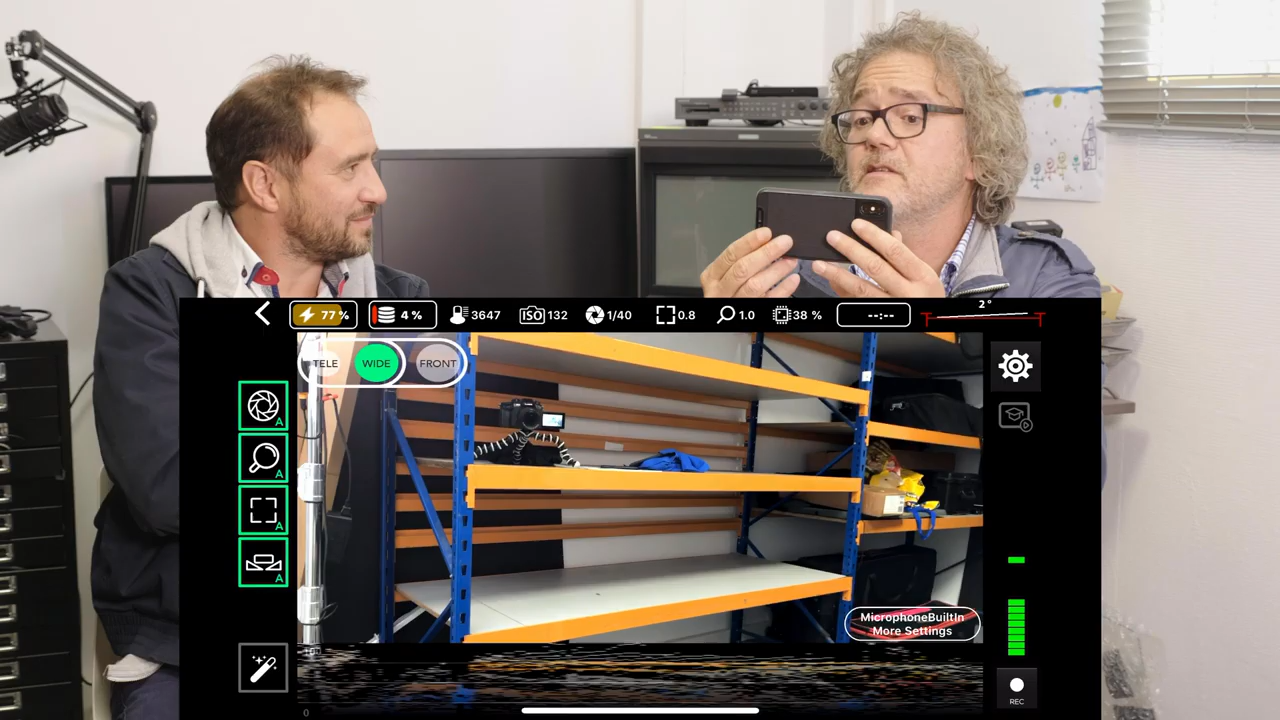 77 %
4 %
3647
ISO 132
1/40
0.8
1.0
38 %
--:--
2°
TELE
WIDE
FRONT
A
A
A
A
MicrophoneBuiltIn
More Settings
REC
0